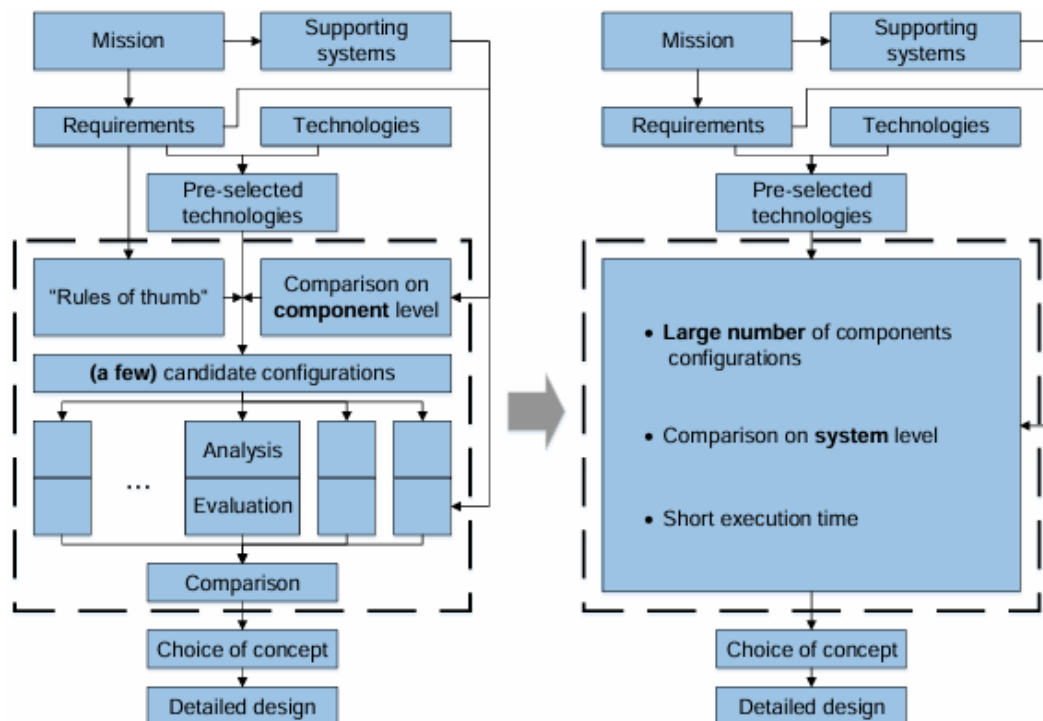 Mission
Supporting
systems
Requirements
Technologies
Pre-selected
technologies
"Rules of thumb"
Comparison on
component level
(a few) candidate configurations
...
Analysis
Evaluation
Comparison
Choice of concept
Detailed design
Mission
Supporting
systems
Requirements
Technologies
Pre-selected
technologies
• Large number of components
configurations
• Comparison on system level
• Short execution time
Choice of concept
Detailed design